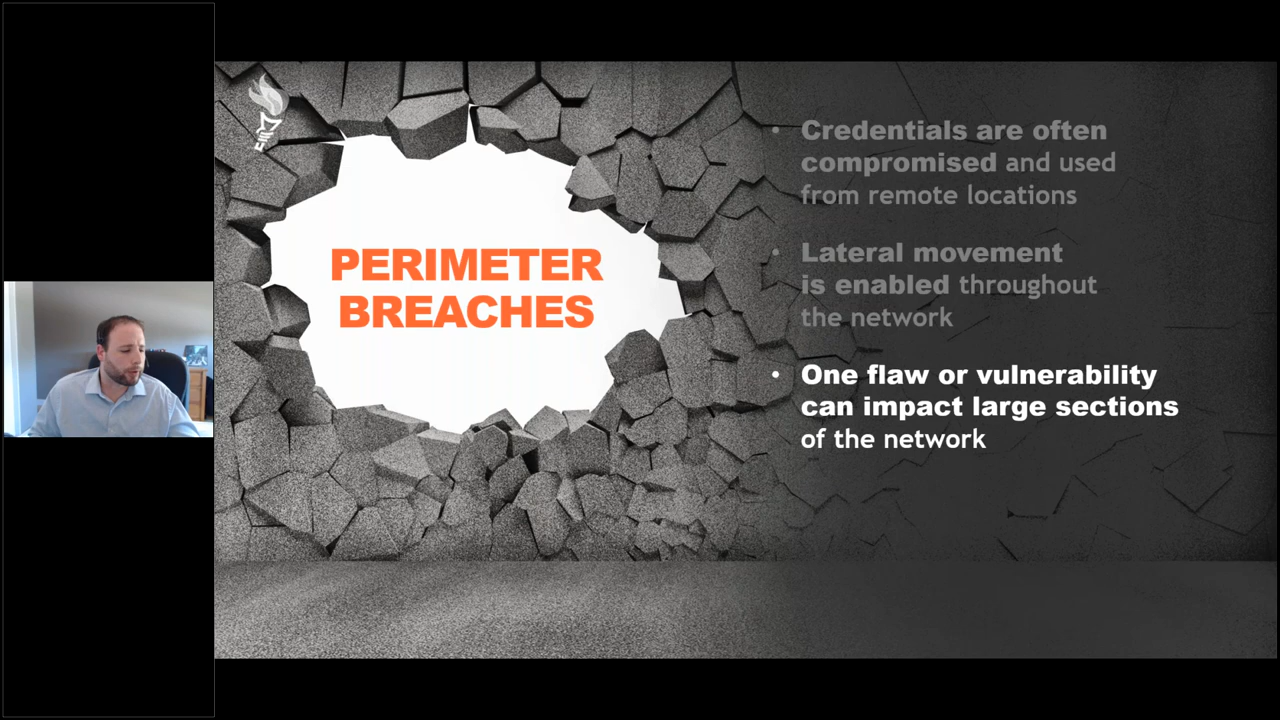 PERIMETER
BREACHES
• Credentials are often
compromised and used
from remote locations
• Lateral movement
is enabled throughout
the network
• One flaw or vulnerability
can impact large sections
of the network